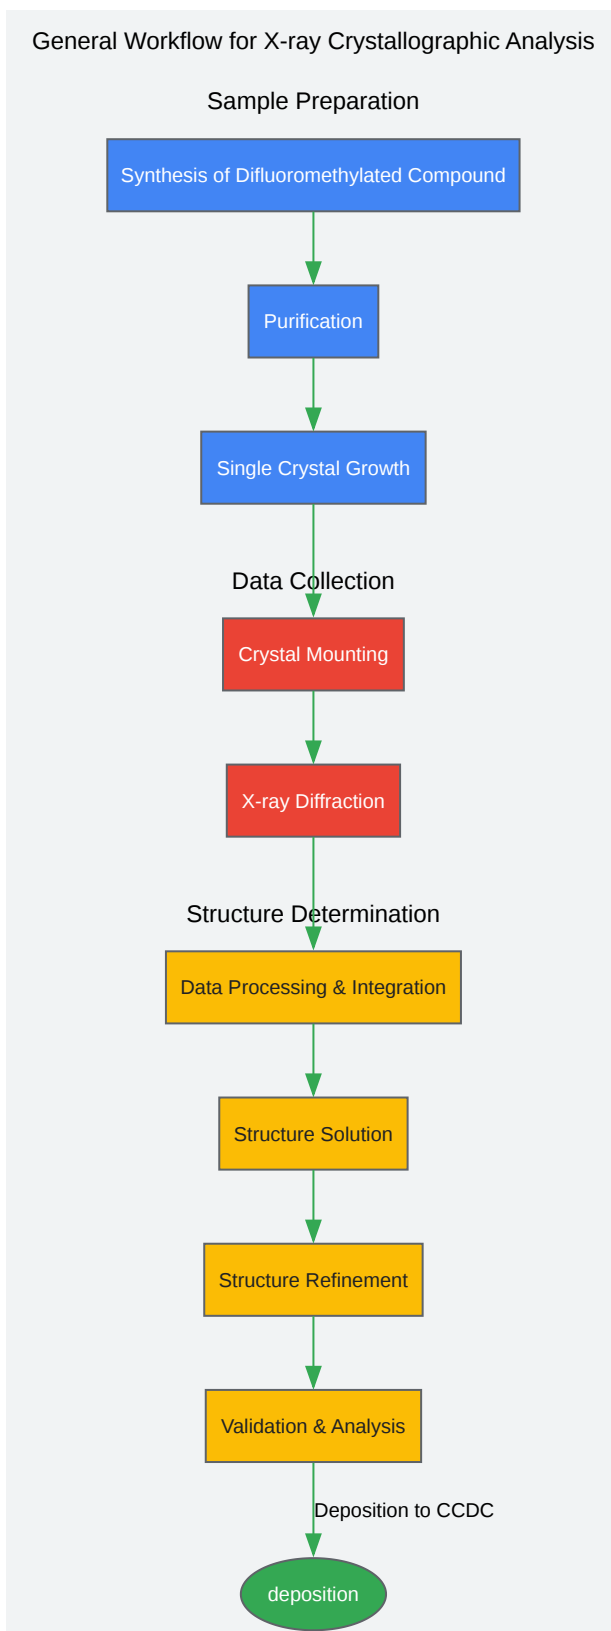 General Workflow for X-ray Crystallographic Analysis
Sample Preparation
Synthesis of Difluoromethylated Compound
Purification
Single Crystal Growth
Data Collection
Crystal Mounting
X-ray Diffraction
Structure Determination
Data Processing & Integration
Structure Solution
Structure Refinement
Validation & Analysis
Deposition to CCDC
deposition